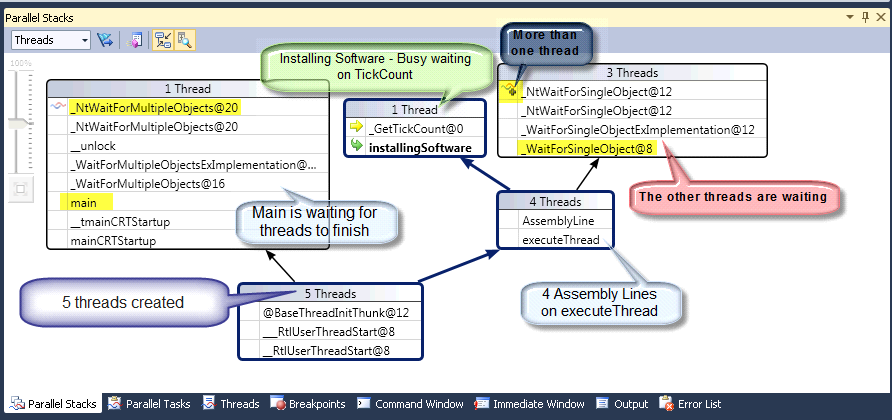 Parallel Stacks
Threads
100%
Installing Software - Busy waiting
on TickCount
More than
one thread
1 Thread
_NtWaitForMultipleObjects@20
_NtWaitForMultipleObjects@20
__unlock
_WaitForMultipleObjectsExImplementation@...
_WaitForMultipleObjects@16
main
__tmainCRTStartup
mainCRTStartup
1 Thread
_GetTickCount@0
installingSoftware
3 Threads
_NtWaitForSingleObject@12
_NtWaitForSingleObject@12
_WaitForSingleObjectExImplementation@12
_WaitForSingleObject@8
The other threads are waiting
Main is waiting for
threads to finish
4 Threads
AssemblyLine
executeThread
5 threads created
5 Threads
@BaseThreadInitThunk@12
___RtlUserThreadStart@8
__RtlUserThreadStart@8
4 Assembly Lines
on executeThread
Parallel Stacks
Parallel Tasks
Threads
Breakpoints
Command Window
Immediate Window
Output
Error List